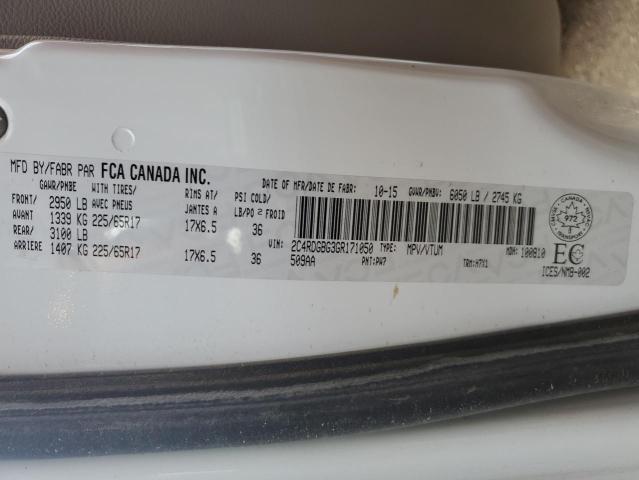 MFD BY/FABR PAR FCA CANADA INC. DATE OF MFR/DATE DE FABR: 10-15 GVWR/PNBV: 6050 LB / 2745 KG
GAWR/PNBE WITH TIRES/ RIMS AT/ PSI COLD/
FRONT/ 2950 LB AVEC PNEUS JANTES A LB/PO² FROID
AVANT 1339 KG 225/65R17 17X6.5 36
REAR/ 3100 LB
ARRIERE 1407 KG 225/65R17 17X6.5 36
VIN: 2C4RDGBG3GR171050 TYPE: MPV/VTUM MDH: 100810
509AA PNT: PW7 TRM: H7X1
CANADA
972
EC
ICES/NMB-002